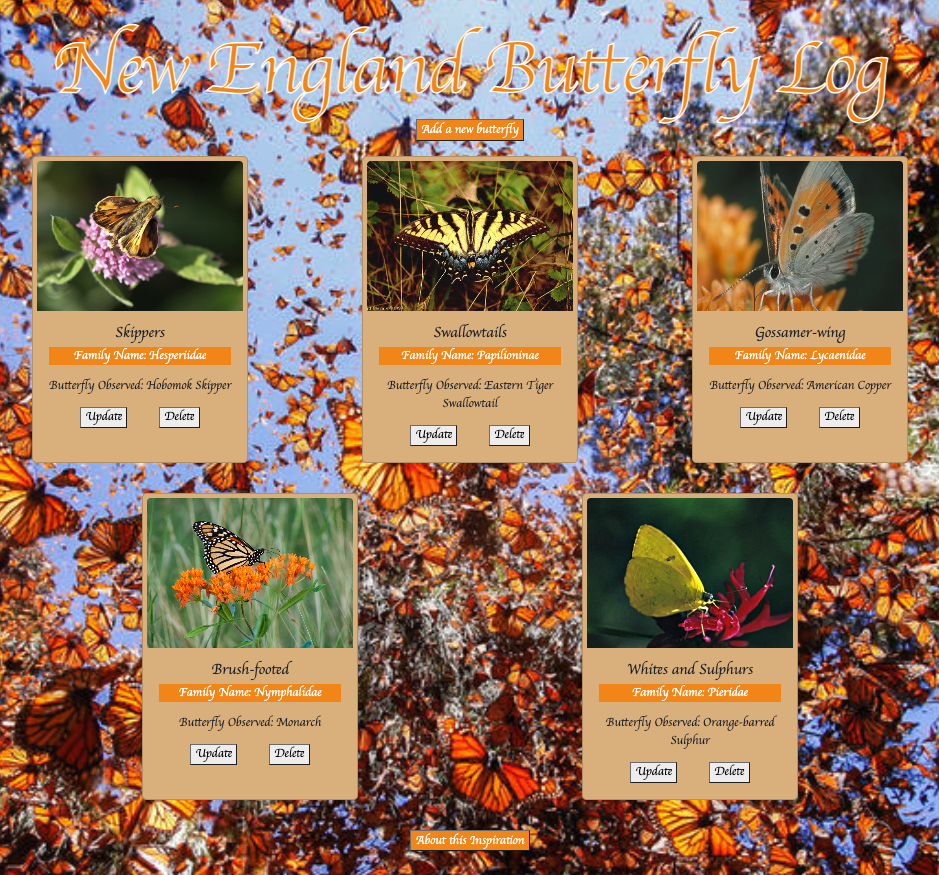 New England Butterfly Log
Add a new butterfly
Skippers
Family Name: Hesperiidae
Butterfly Observed: Hobomok Skipper
Update Delete
Swallowtails
Family Name: Papilioninae
Butterfly Observed: Eastern Tiger
Swallowtail
Update Delete
Gossamer-wing
Family Name: Lycaenidae
Butterfly Observed: American Copper
Update Delete
Brush-footed
Family Name: Nymphalidae
Butterfly Observed: Monarch
Update Delete
Whites and Sulphurs
Family Name: Pieridae
Butterfly Observed: Orange-barred
Sulphur
Update Delete
About this Inspiration